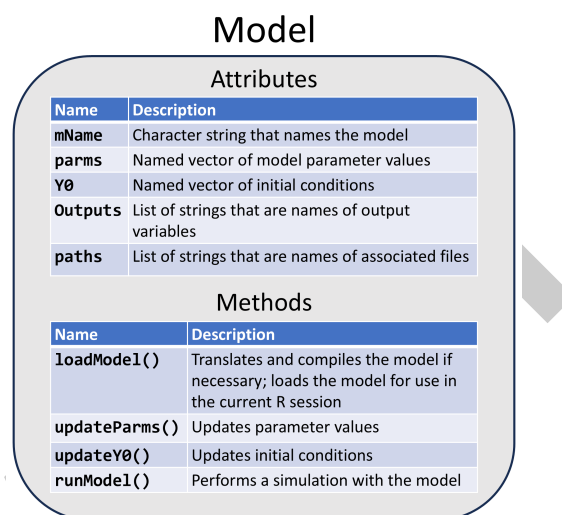 Model
Attributes
Name Description
mName Character string that names the model
parms Named vector of model parameter values
Y0 Named vector of initial conditions
Outputs List of strings that are names of output
variables
paths List of strings that are names of associated files
Methods
Name Description
loadModel() Translates and compiles the model if
necessary; loads the model for use in
the current R session
updateParms() Updates parameter values
updateY0() Updates initial conditions
runModel() Performs a simulation with the model